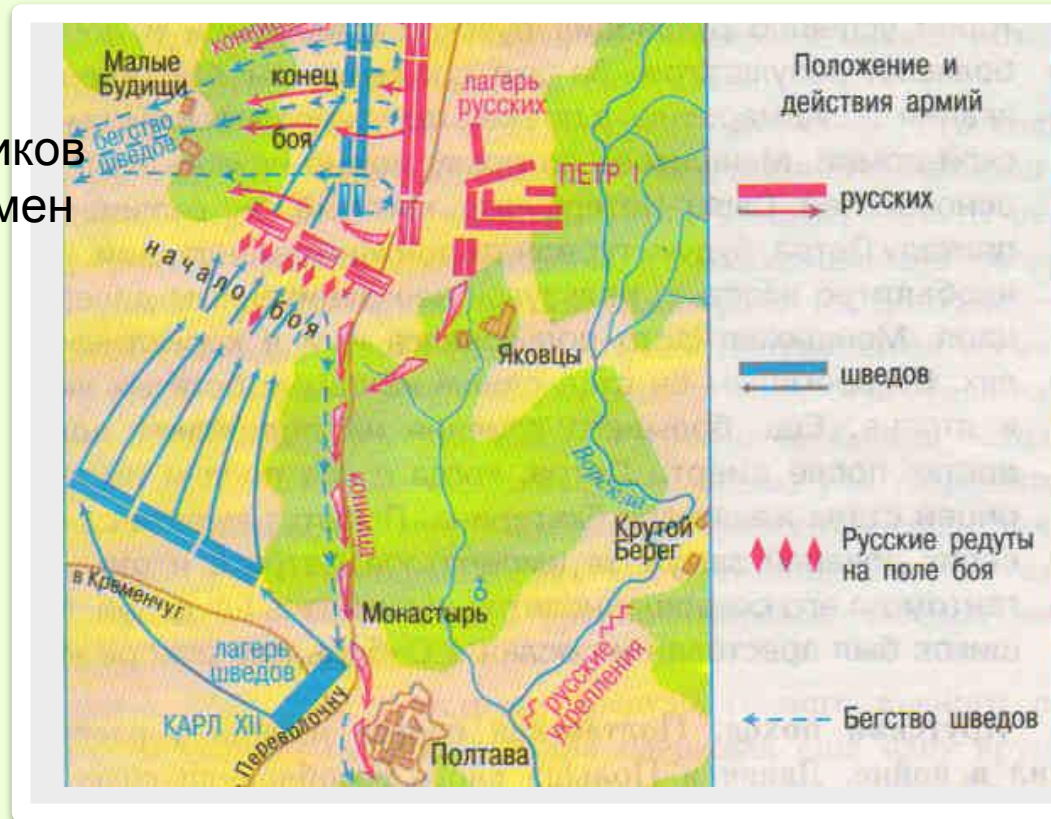 иков
мен
конница
Малые
Будищи
конец
боя
бегство
шведов
лагерь
русских
ПЕТР I
начало боя
Яковцы
Ворскла
Крутой
Берег
конница
в Кременчуг
Монастырь
лагерь
шведов
КАРЛ XII
в Переволочну
Полтава
русские
укрепления
Положение и
действия армий
русских
шведов
Русские редуты
на поле боя
Бегство шведов